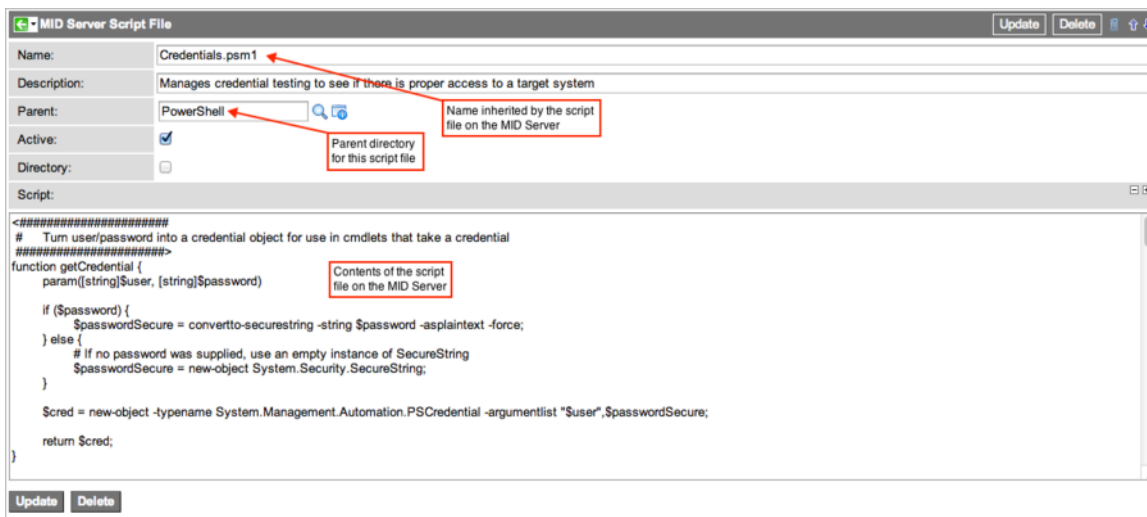 MID Server Script File
Update Delete
Name: Credentials.psm1
Description: Manages credential testing to see if there is proper access to a target system
Parent: PowerShell
Name inherited by the script
file on the MID Server
Active:
Parent directory
for this script file
Directory:
Script:
<#######################
# Turn user/password into a credential object for use in cmdlets that take a credential
######################>
function getCredential {
param([string]$user, [string]$password)
Contents of the script
file on the MID Server
if ($password) {
$passwordSecure = convertto-securestring -string $password -asplaintext -force;
} else {
# If no password was supplied, use an empty instance of SecureString
$passwordSecure = new-object System.Security.SecureString;
}
$cred = new-object -typename System.Management.Automation.PSCredential -argumentlist "$user",$passwordSecure;
return $cred;
}
Update Delete